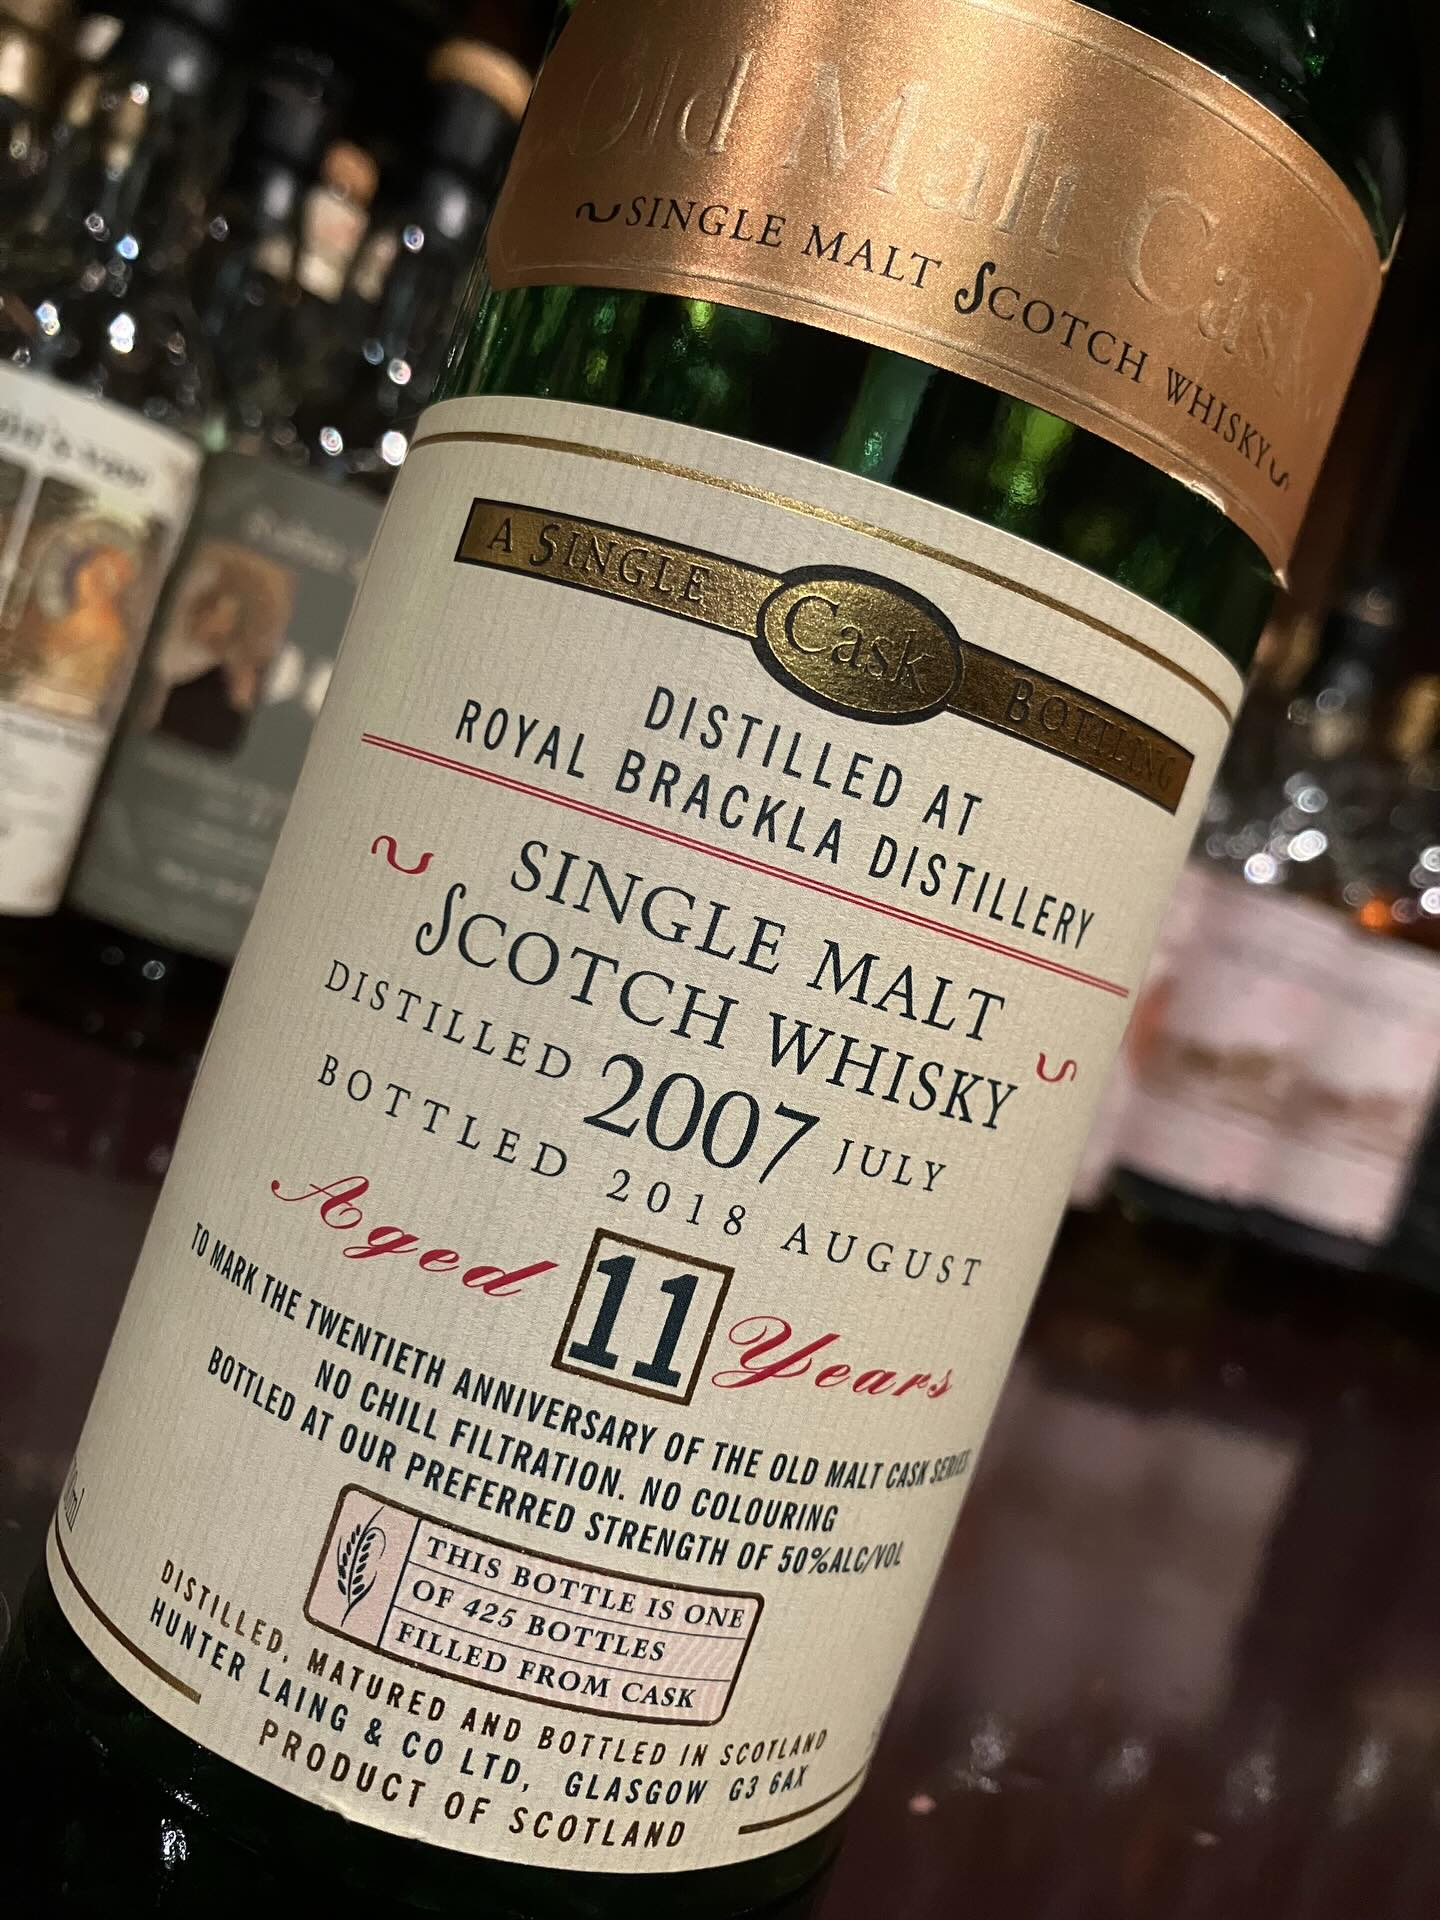 Old Malt Cask
SINGLE MALT SCOTCH WHISKY
A SINGLE Cask BOTTLING
DISTILLED AT
ROYAL BRACKLA DISTILLERY
SINGLE MALT
SCOTCH WHISKY
DISTILLED 2007 JULY
BOTTLED 2018 AUGUST
Aged 11 Years
TO MARK THE TWENTIETH ANNIVERSARY OF THE OLD MALT CASK SERIES
NO CHILL FILTRATION. NO COLOURING
BOTTLED AT OUR PREFERRED STRENGTH OF 50%ALC/VOL
THIS BOTTLE IS ONE
OF 425 BOTTLES
FILLED FROM CASK
DISTILLED, MATURED AND BOTTLED IN SCOTLAND
HUNTER LAING & CO LTD, GLASGOW G3 6AX
PRODUCT OF SCOTLAND